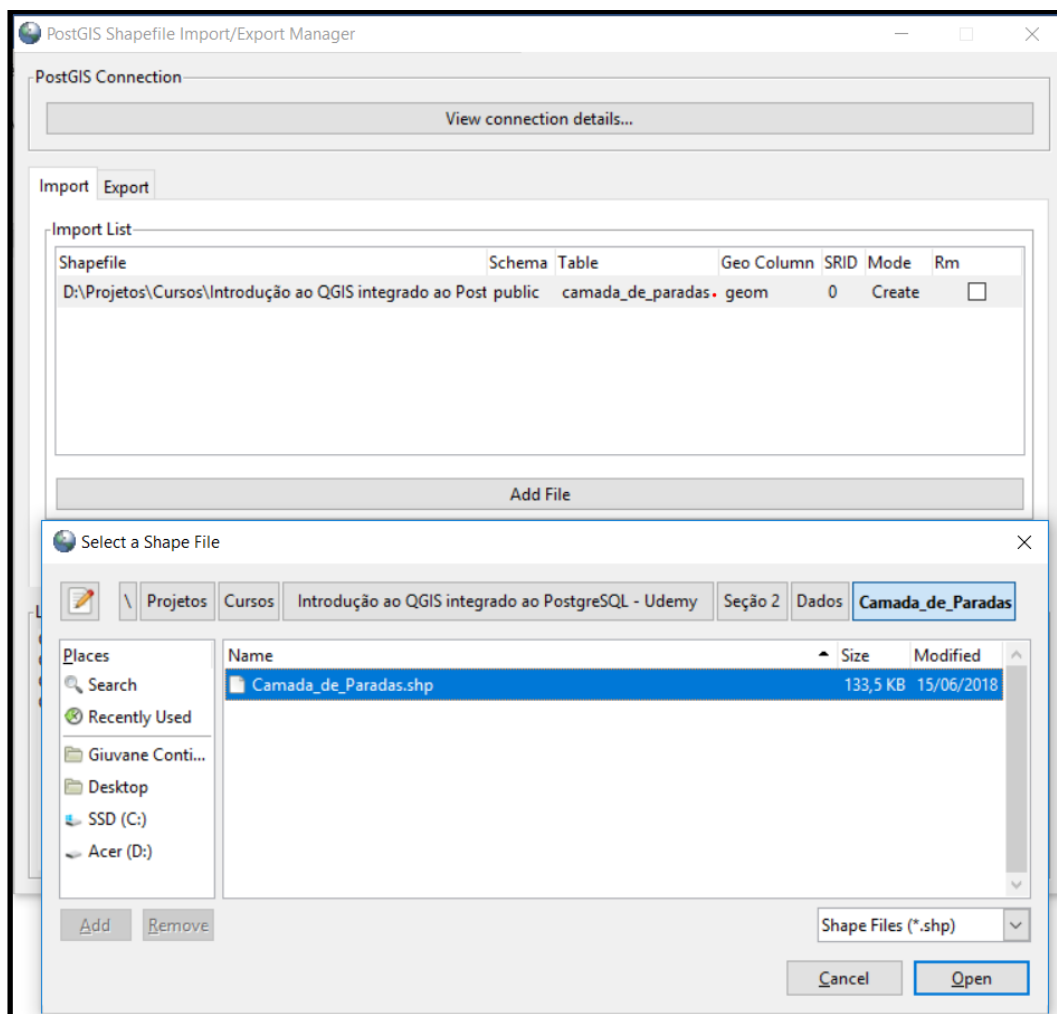 PostGIS Shapefile Import/Export Manager
PostGIS Connection
View connection details...
Import Export
Import List
Shapefile Schema Table Geo Column SRID Mode Rm
D:\Projetos\Cursos\Introdução ao QGIS integrado ao Post public camada_de_paradas geom 0 Create
Add File
Select a Shape File
\ Projetos Cursos Introdução ao QGIS integrado ao PostgreSQL - Udemy Seção 2 Dados Camada_de_Paradas
Places Name Size Modified
Search Camada_de_Paradas.shp 133,5 KB 15/06/2018
Recently Used
Giuvane Conti...
Desktop
SSD (C:)
Acer (D:)
Add Remove Shape Files (*.shp)
Cancel Open